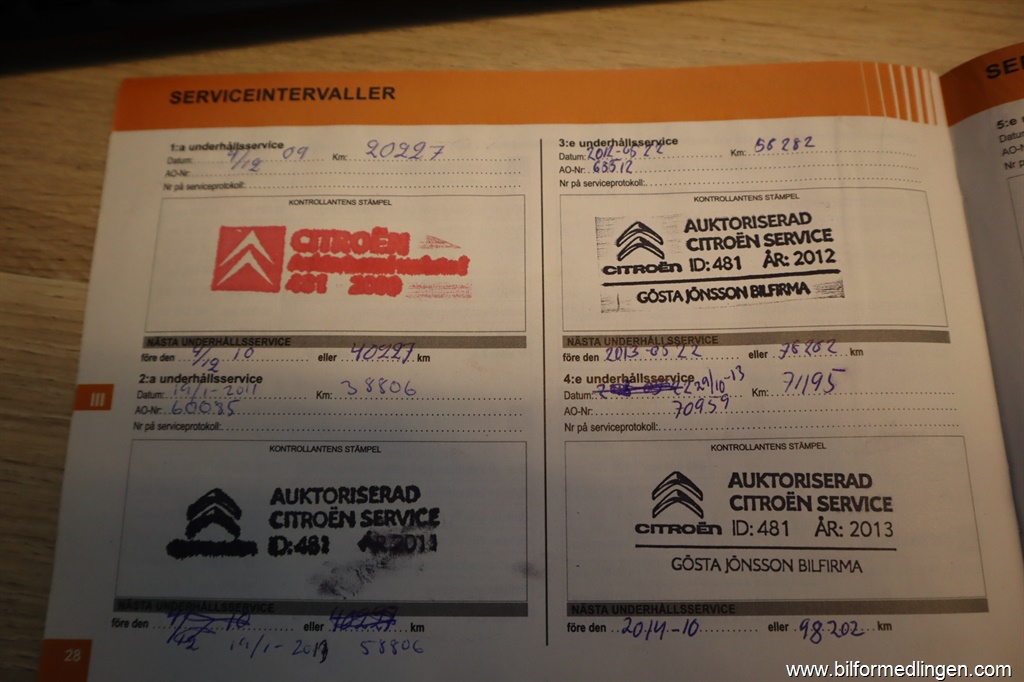 SERVICEINTERVALLER
1:a underhållsservice
Datum: 4/12 09 Km: 20227
AO-Nr:
Nr på serviceprotokoll:
KONTROLLANTENS STÄMPEL
CITROËN
481 2009
NÄSTA UNDERHÅLLSSERVICE
före den 4/12 10 eller 40227 km
2:a underhållsservice
Datum: 19/1-2011 Km: 38806
AO-Nr: 60085
Nr på serviceprotokoll:
KONTROLLANTENS STÄMPEL
AUKTORISERAD
CITROËN SERVICE
ID:481 ÅR:2011
NÄSTA UNDERHÅLLSSERVICE
före den eller 40227 km
19/1-2013 58806
28
III
3:e underhållsservice
Datum: 2012-05-22 Km: 56282
AO-Nr: 63512
Nr på serviceprotokoll:
KONTROLLANTENS STÄMPEL
AUKTORISERAD
CITROËN SERVICE
CITROËN ID:481 ÅR: 2012
GÖSTA JÖNSSON BILFIRMA
NÄSTA UNDERHÅLLSSERVICE
före den 2013-05 22 eller 76282 km
4:e underhållsservice
Datum: 29/10-13 Km: 71195
AO-Nr: 70959
Nr på serviceprotokoll:
KONTROLLANTENS STÄMPEL
AUKTORISERAD
CITROËN SERVICE
CITROËN ID:481 ÅR: 2013
GÖSTA JÖNSSON BILFIRMA
NÄSTA UNDERHÅLLSSERVICE
före den 2014-10 eller 98.202 km
SE
5:e
Datu
AO-N
Nr p
www.bilformedlingen.com